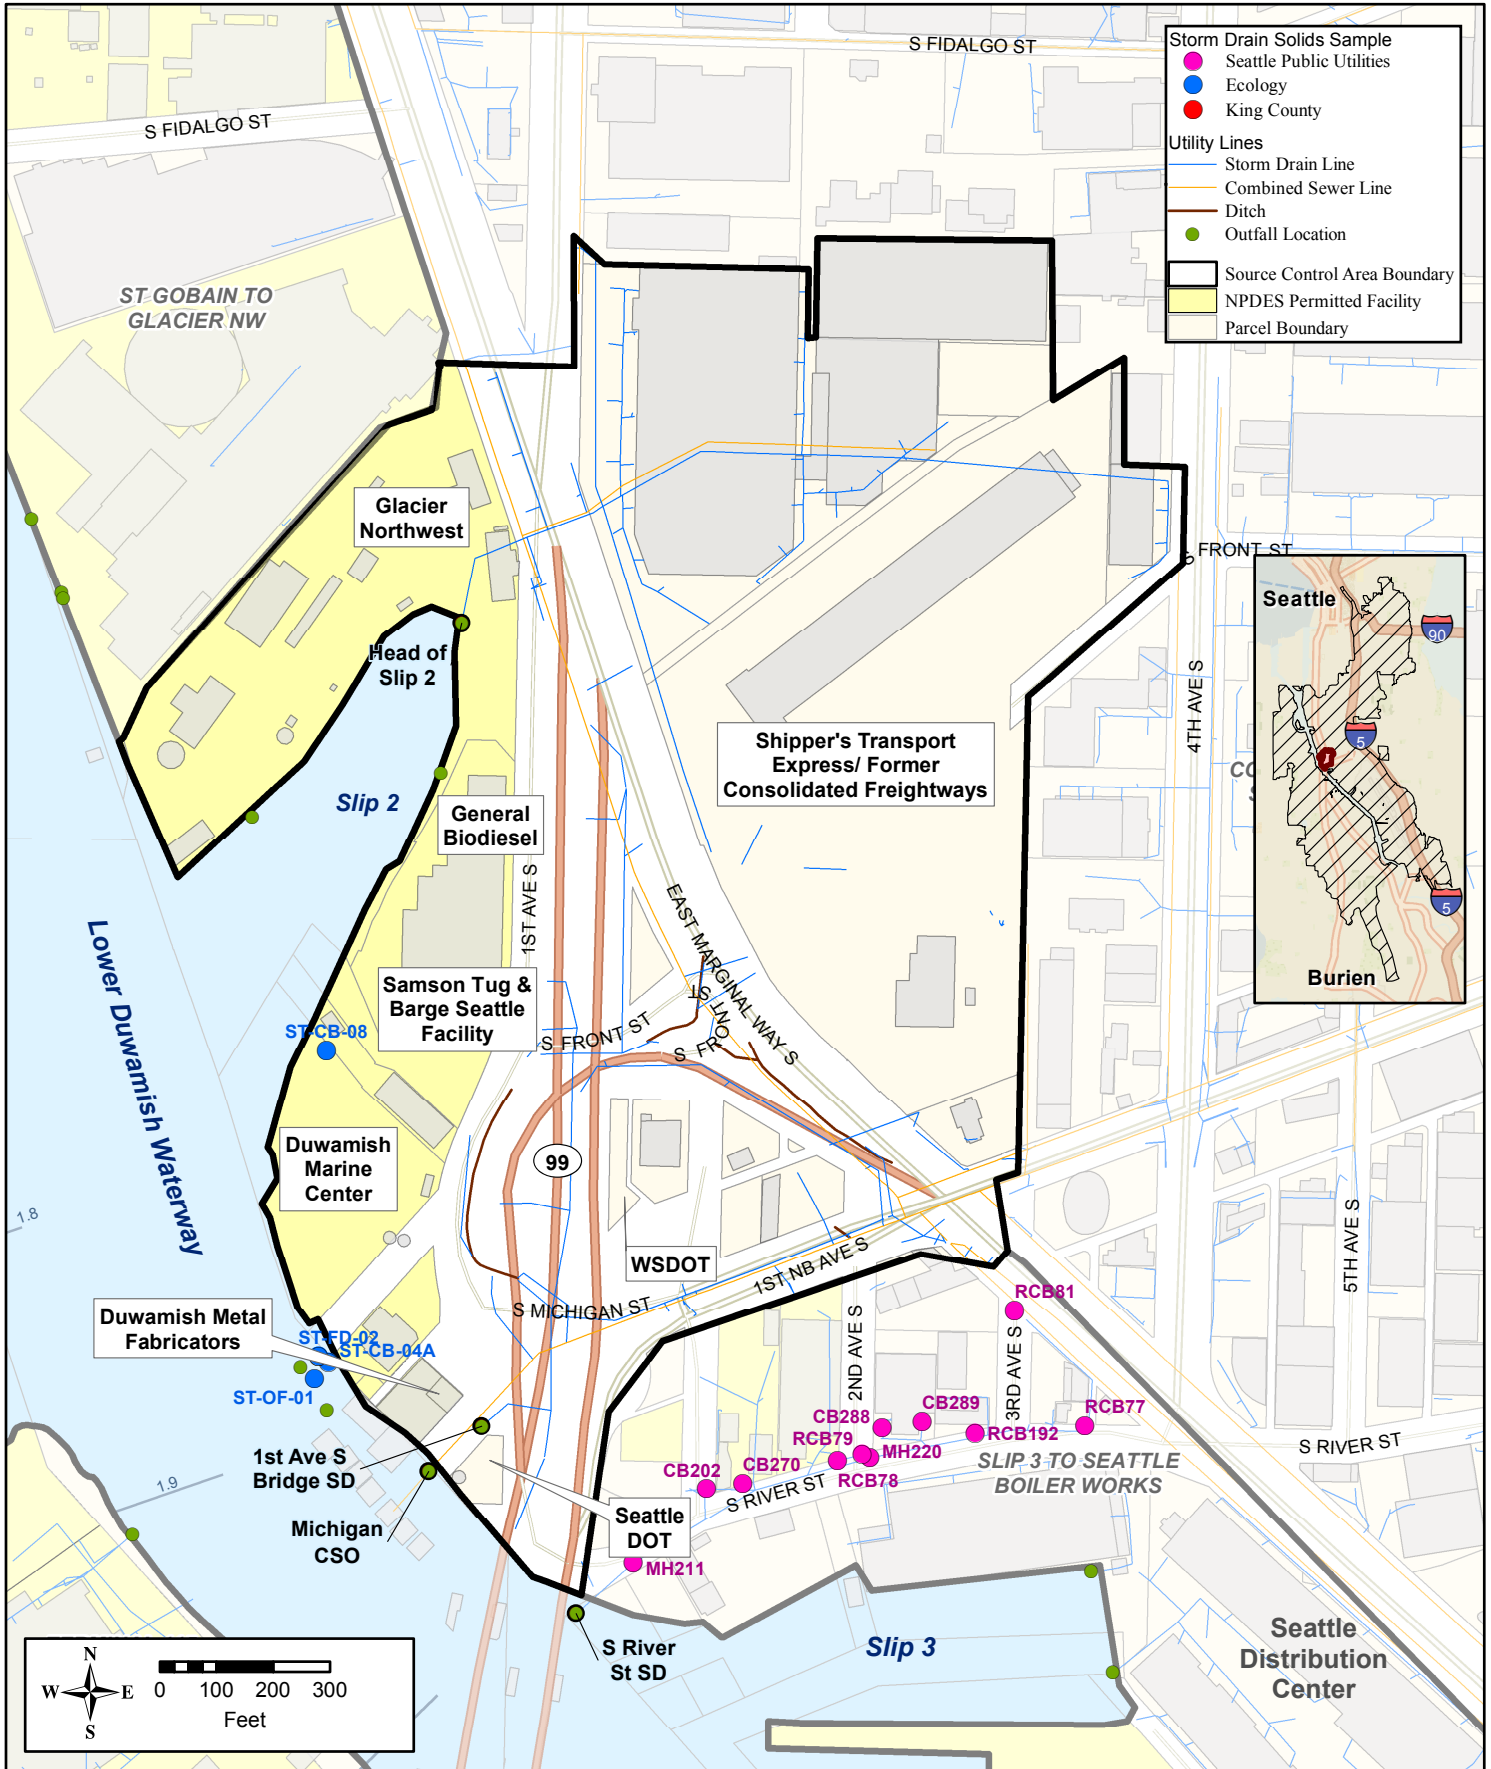 S FIDALGO ST
Storm Drain Solids Sample
Seattle Public Utilities
Ecology
King County
Utility Lines
Storm Drain Line
Combined Sewer Line
Ditch
Outfall Location
Source Control Area Boundary
NPDES Permitted Facility
Parcel Boundary
S FIDALGO ST
ST GOBAIN TO
GLACIER NW
Glacier
Northwest
S FRONT ST
Seattle
90
5
5
Burien
Head of
Slip 2
4TH AVE S
Shipper's Transport
Express/ Former
Consolidated Freightways
Slip 2
General
Biodiesel
1ST AVE S
EAST MARGINAL WAY S
Lower Duwamish Waterway
Samson Tug &
Barge Seattle
Facility
ST-CB-08
S FRONT ST
S FRONT ST
Duwamish
Marine
Center
99
1.8
WSDOT
1ST NB AVE S
5TH AVE S
S MICHIGAN ST
RCB81
Duwamish Metal
Fabricators
ST-FD-02
ST-CB-04A
ST-OF-01
2ND AVE S
3RD AVE S
CB288
CB289
RCB77
RCB192
RCB79
MH220
RCB78
S RIVER ST
SLIP 3 TO SEATTLE
BOILER WORKS
1st Ave S
Bridge SD
CB202
CB270
S RIVER ST
1.9
Michigan
CSO
Seattle
DOT
MH211
S River
St SD
Slip 3
Seattle
Distribution
Center
N
W E
S
0 100 200 300
Feet